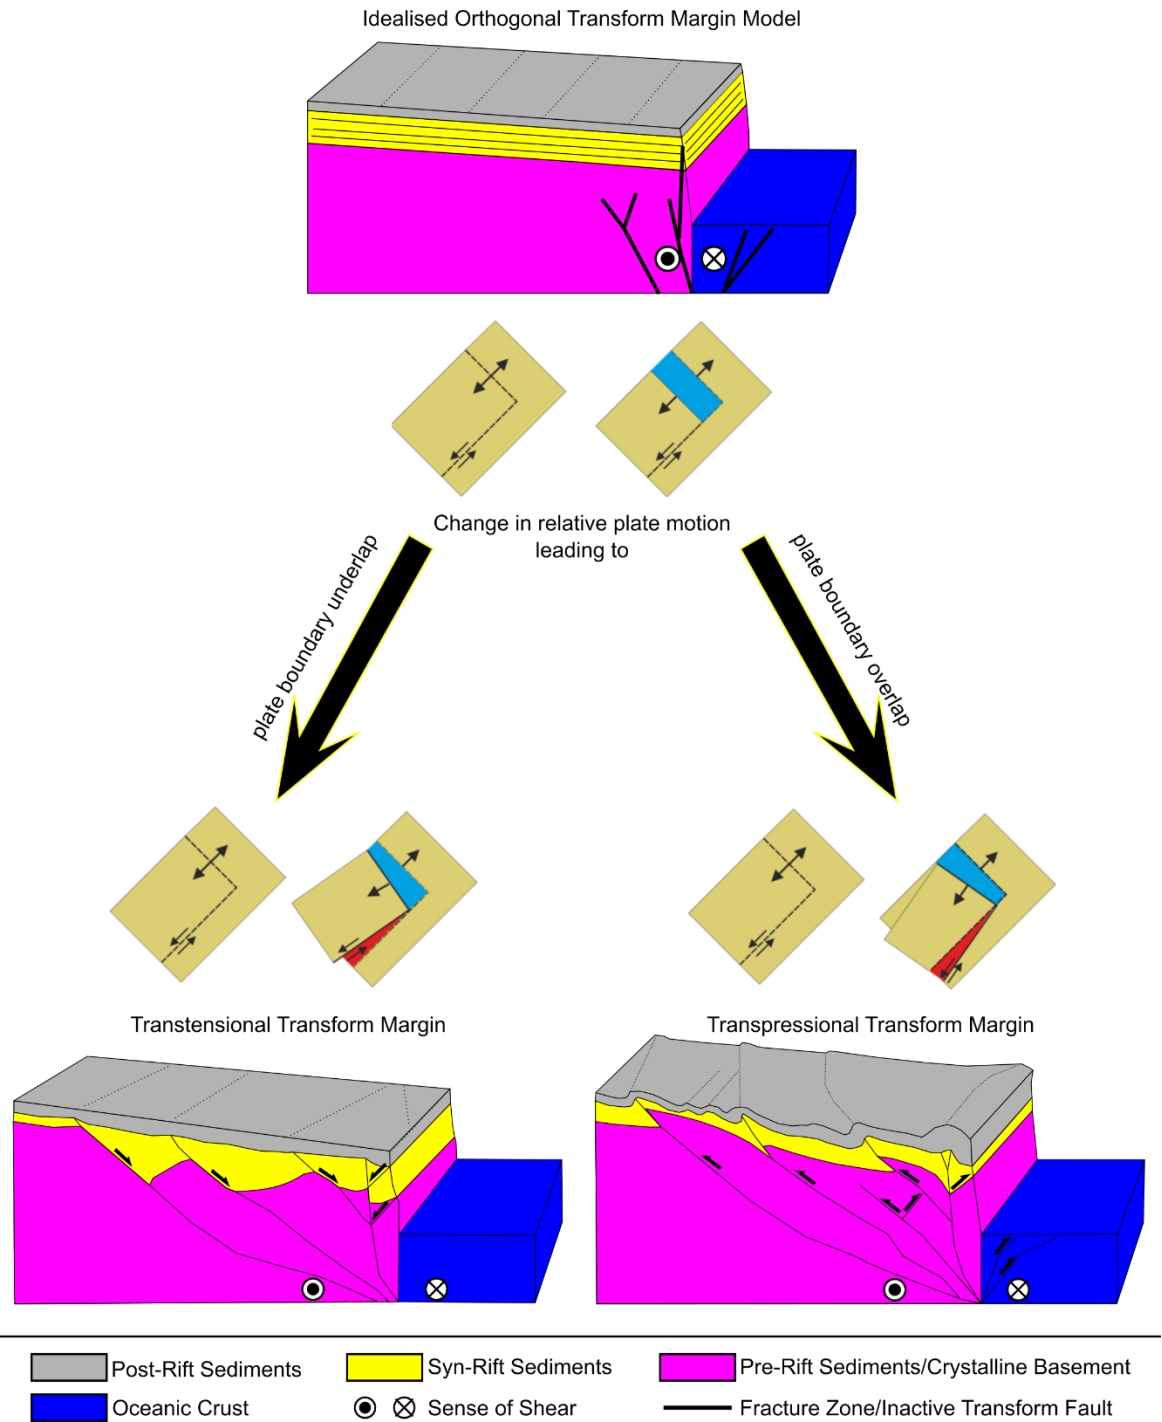 Idealised Orthogonal Transform Margin Model
Change in relative plate motion
leading to
plate boundary underlap
plate boundary overlap
Transtensional Transform Margin
Transpressional Transform Margin
Post-Rift Sediments
Syn-Rift Sediments
Pre-Rift Sediments/Crystalline Basement
Oceanic Crust
Sense of Shear
Fracture Zone/Inactive Transform Fault